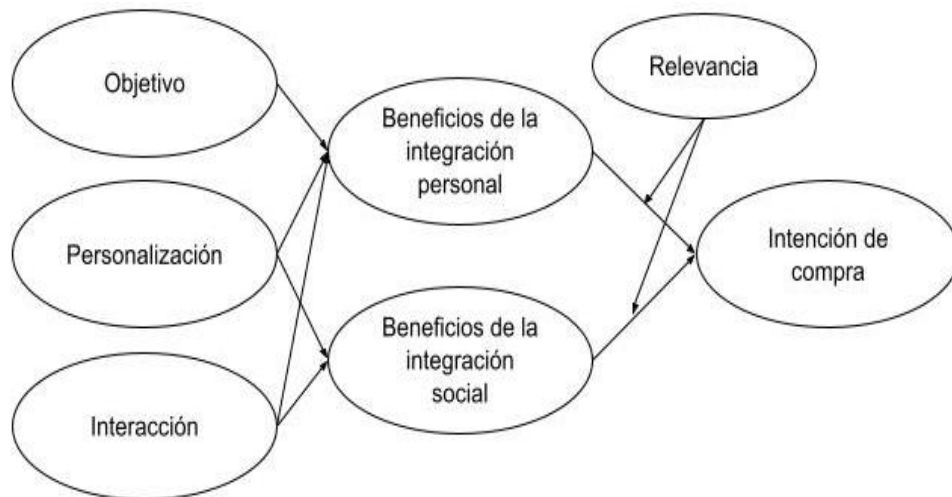 Objetivo
Relevancia
Beneficios de la
integración
personal
Personalización
Intención de
compra
Beneficios de la
integración
social
Interacción